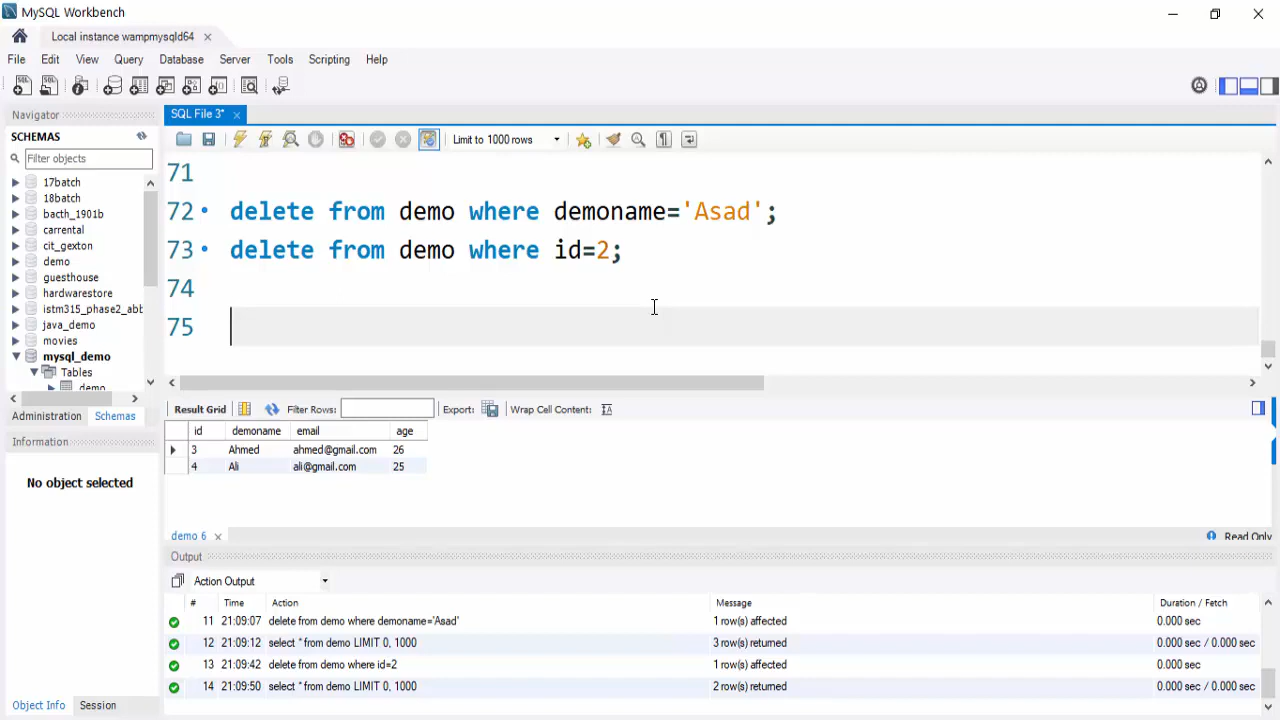 MySQL Workbench
Local instance wampmysqld64 ×
File Edit View Query Database Server Tools Scripting Help
Navigator
SQL File 3* ×
SCHEMAS
Limit to 1000 rows
Filter objects
17batch
18batch
bacth_1901b
carrental
cit_gexton
demo
guesthouse
hardwarestore
istm315_phase2_abb
java_demo
movies
mysql_demo
Tables
demo
Administration Schemas
Information
No object selected
Object Info Session
71
72 delete from demo where demoname='Asad';
73 delete from demo where id=2;
74
75
Result Grid Filter Rows: Export: Wrap Cell Content:
id demoname email age
3 Ahmed ahmed@gmail.com 26
4 Ali ali@gmail.com 25
demo 6 × Read Only
Output
Action Output
# Time Action Message Duration / Fetch
11 21:09:07 delete from demo where demoname='Asad' 1 row(s) affected 0.000 sec
12 21:09:12 select * from demo LIMIT 0, 1000 3 row(s) returned 0.000 sec / 0.000 sec
13 21:09:42 delete from demo where id=2 1 row(s) affected 0.000 sec
14 21:09:50 select * from demo LIMIT 0, 1000 2 row(s) returned 0.000 sec / 0.000 sec